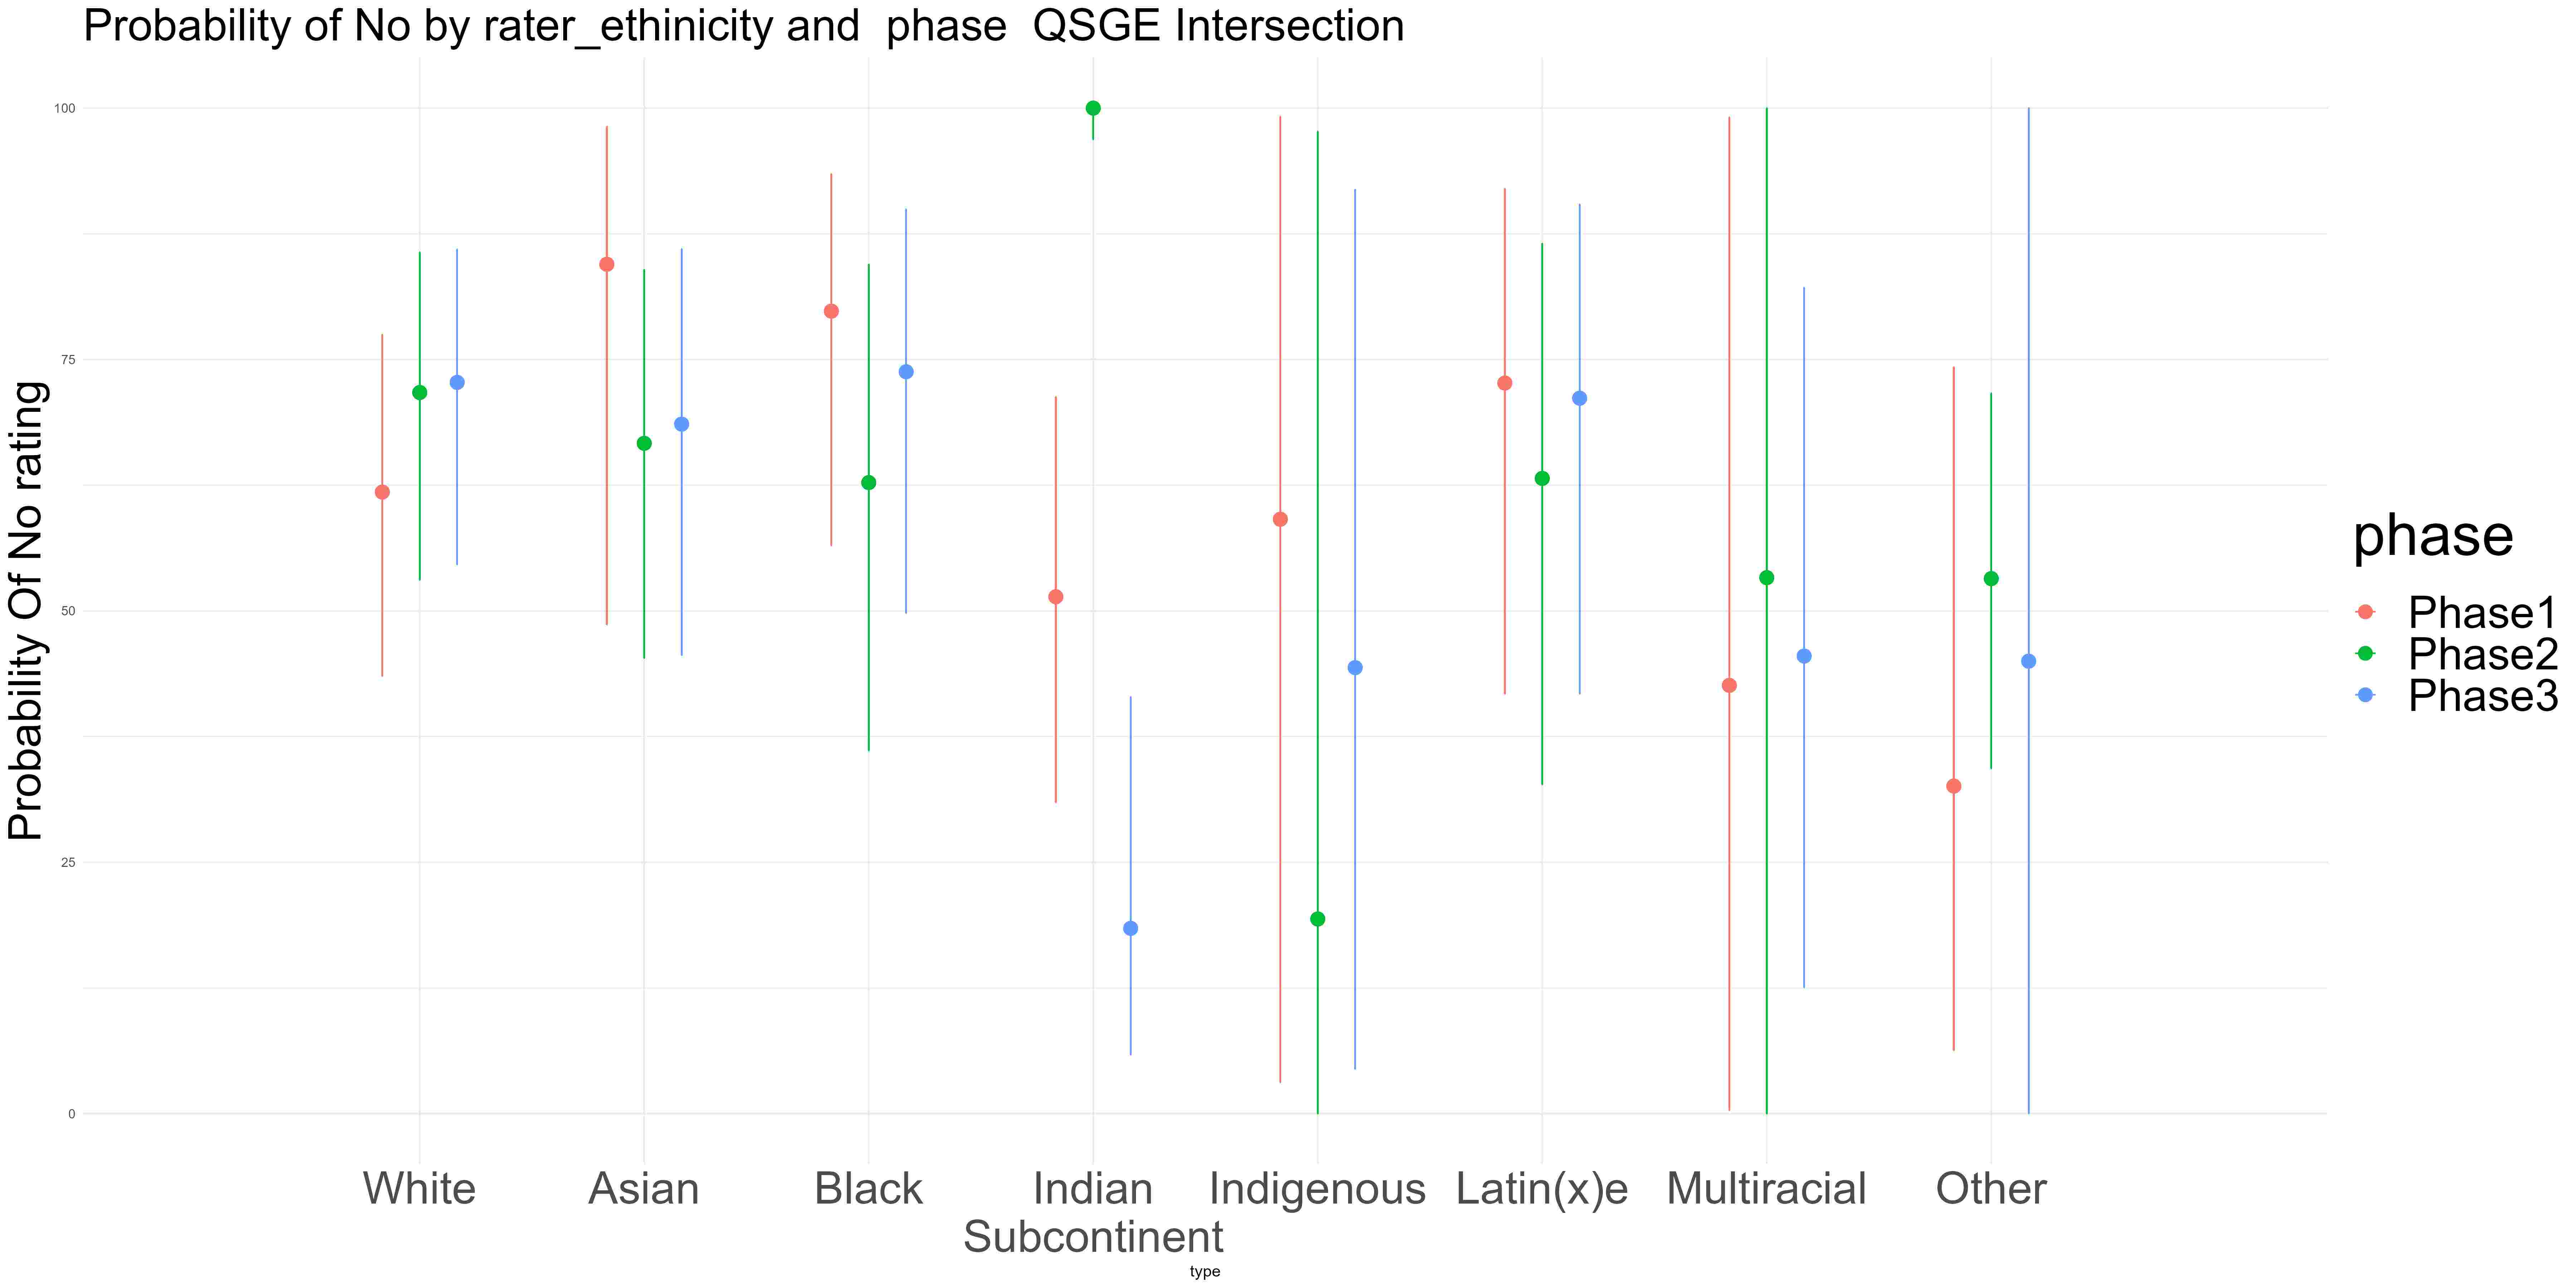 Probability of No by rater_ethinicity and  phase  QSGE Intersection
Probability Of No rating
100
75
50
25
0
White Asian Black Indian Indigenous Latin(x)e Multiracial Other
Subcontinent
type
phase
Phase1
Phase2
Phase3